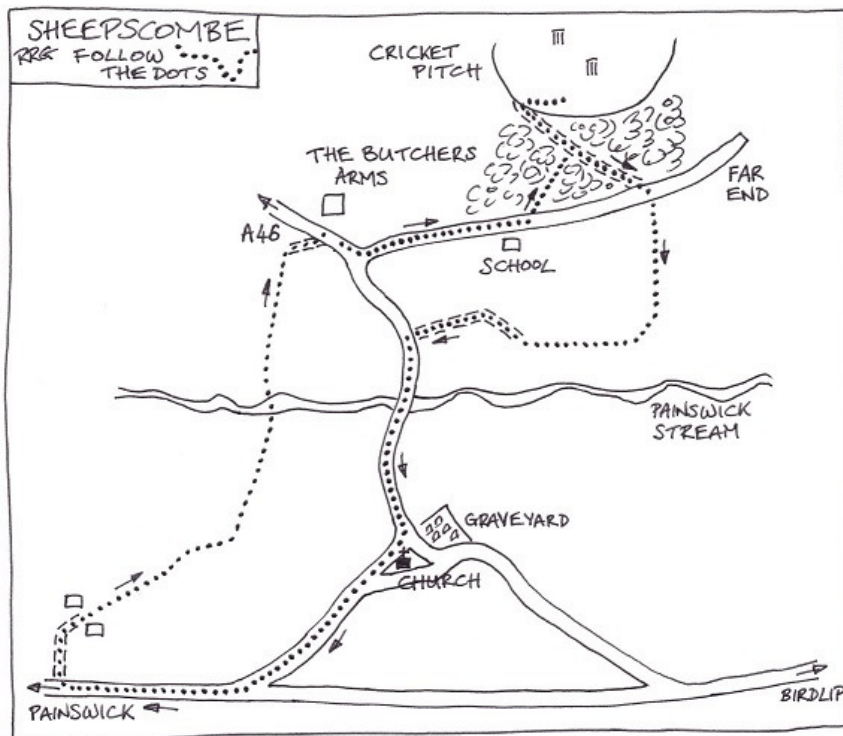 SHEEPSCOMBE
RRG FOLLOW
THE DOTS
CRICKET
PITCH
THE BUTCHERS
ARMS
FAR
END
A46
SCHOOL
PAINSWICK
STREAM
GRAVEYARD
CHURCH
PAINSWICK
BIRDLIP